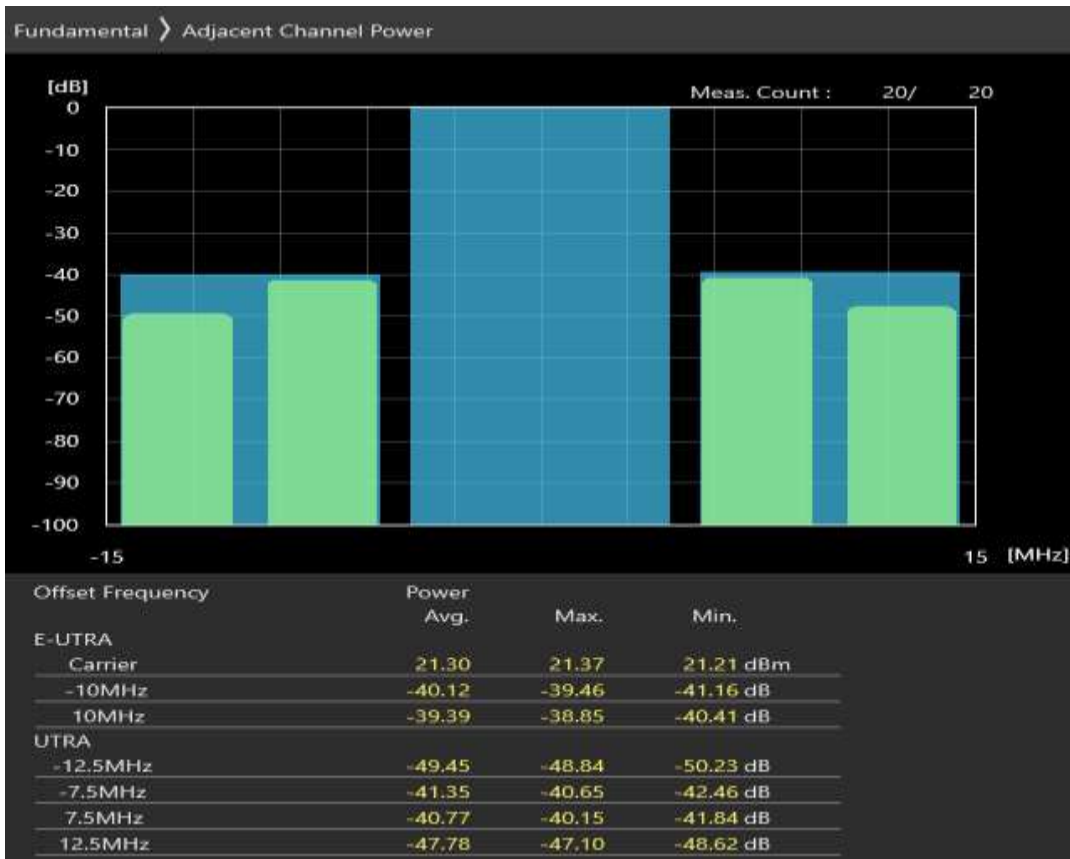 Fundamental 〉 Adjacent Channel Power
[dB]
Meas. Count : 20/ 20
0
-10
-20
-30
-40
-50
-60
-70
-80
-90
-100
-15 15 [MHz]
Offset Frequency Power
Avg. Max. Min.
E-UTRA
Carrier 21.30 21.37 21.21 dBm
-10MHz -40.12 -39.46 -41.16 dB
10MHz -39.39 -38.85 -40.41 dB
UTRA
-12.5MHz -49.45 -48.84 -50.23 dB
-7.5MHz -41.35 -40.65 -42.46 dB
7.5MHz -40.77 -40.15 -41.84 dB
12.5MHz -47.78 -47.10 -48.62 dB